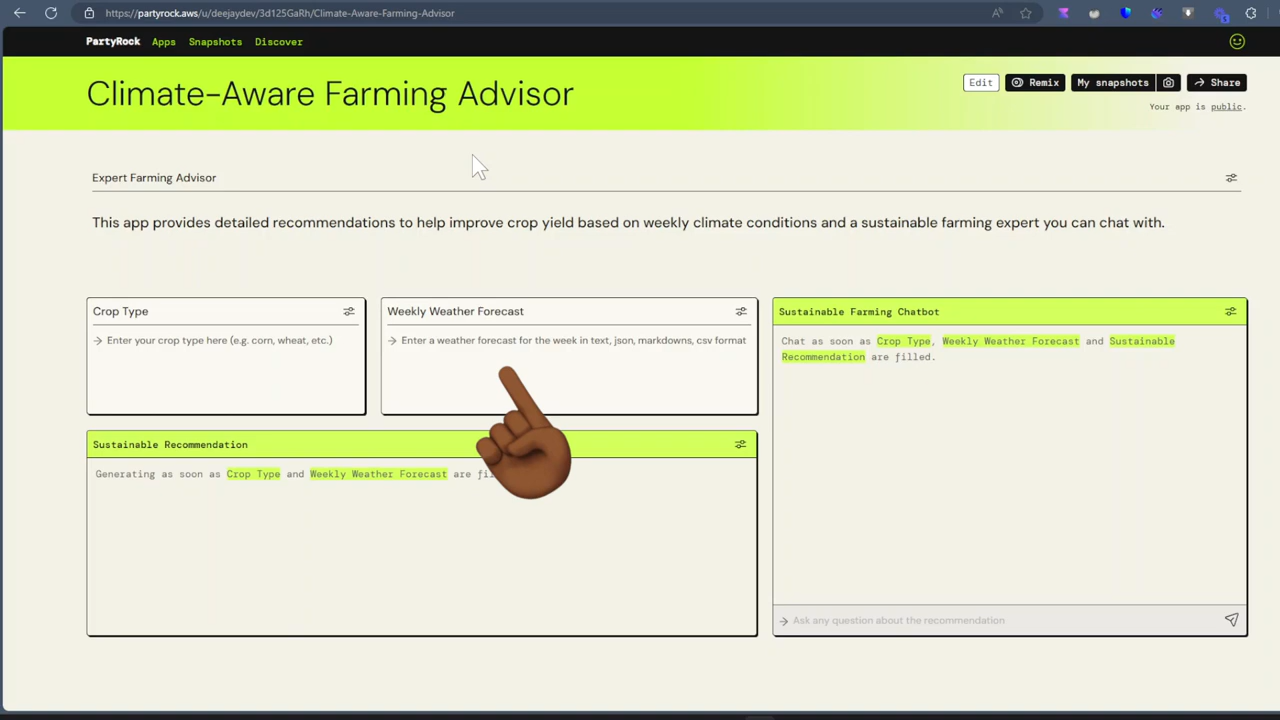 https://partyrock.aws/u/deejaydev/3d125GaRh/Climate-Aware-Farming-Advisor
PartyRock Apps Snapshots Discover
Climate-Aware Farming Advisor
Edit Remix My snapshots Share
Your app is public.
Expert Farming Advisor
This app provides detailed recommendations to help improve crop yield based on weekly climate conditions and a sustainable farming expert you can chat with.
Crop Type
Enter your crop type here (e.g. corn, wheat, etc.)
Weekly Weather Forecast
Enter a weather forecast for the week in text, json, markdowns, csv format
Sustainable Farming Chatbot
Chat as soon as Crop Type, Weekly Weather Forecast and Sustainable
Recommendation are filled.
Sustainable Recommendation
Generating as soon as Crop Type and Weekly Weather Forecast are
Ask any question about the recommendation